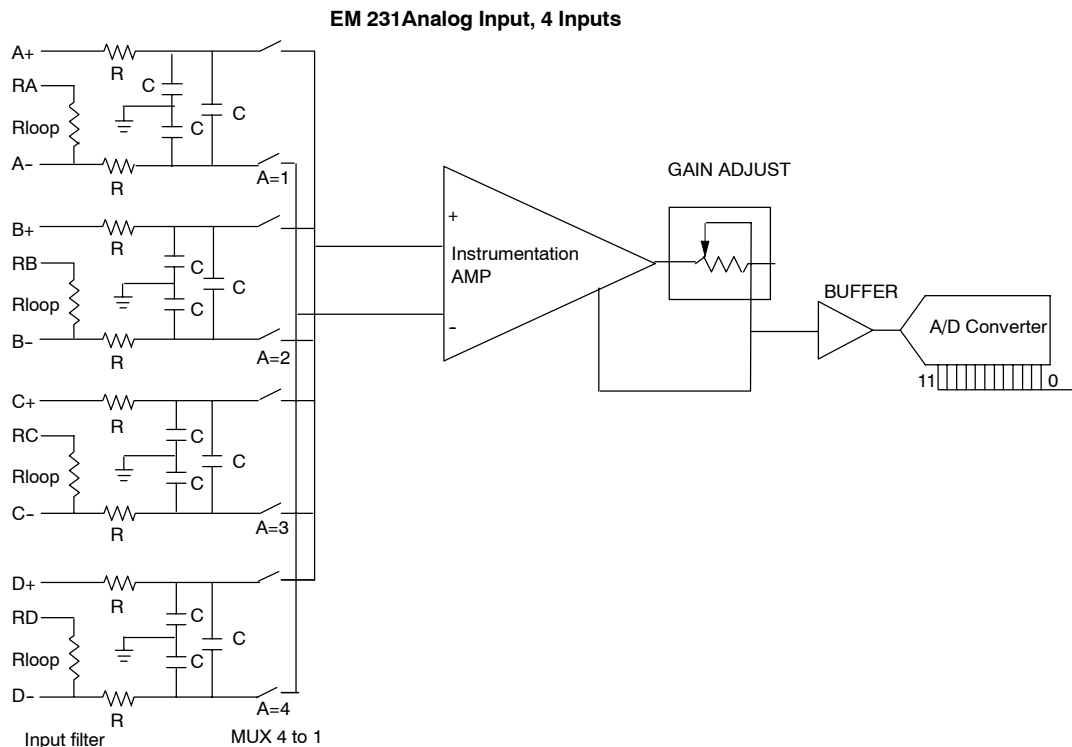 EM 231Analog Input, 4 Inputs
A+
R
RA
C
C
Rloop
C
A-
R
A=1
GAIN ADJUST
B+
R
RB
C
C
Rloop
C
B-
R
A=2
+
Instrumentation
AMP
-
BUFFER
A/D Converter
11
0
C+
R
RC
C
C
Rloop
C
C-
R
A=3
D+
R
RD
C
C
Rloop
C
D-
R
A=4
Input filter
MUX 4 to 1